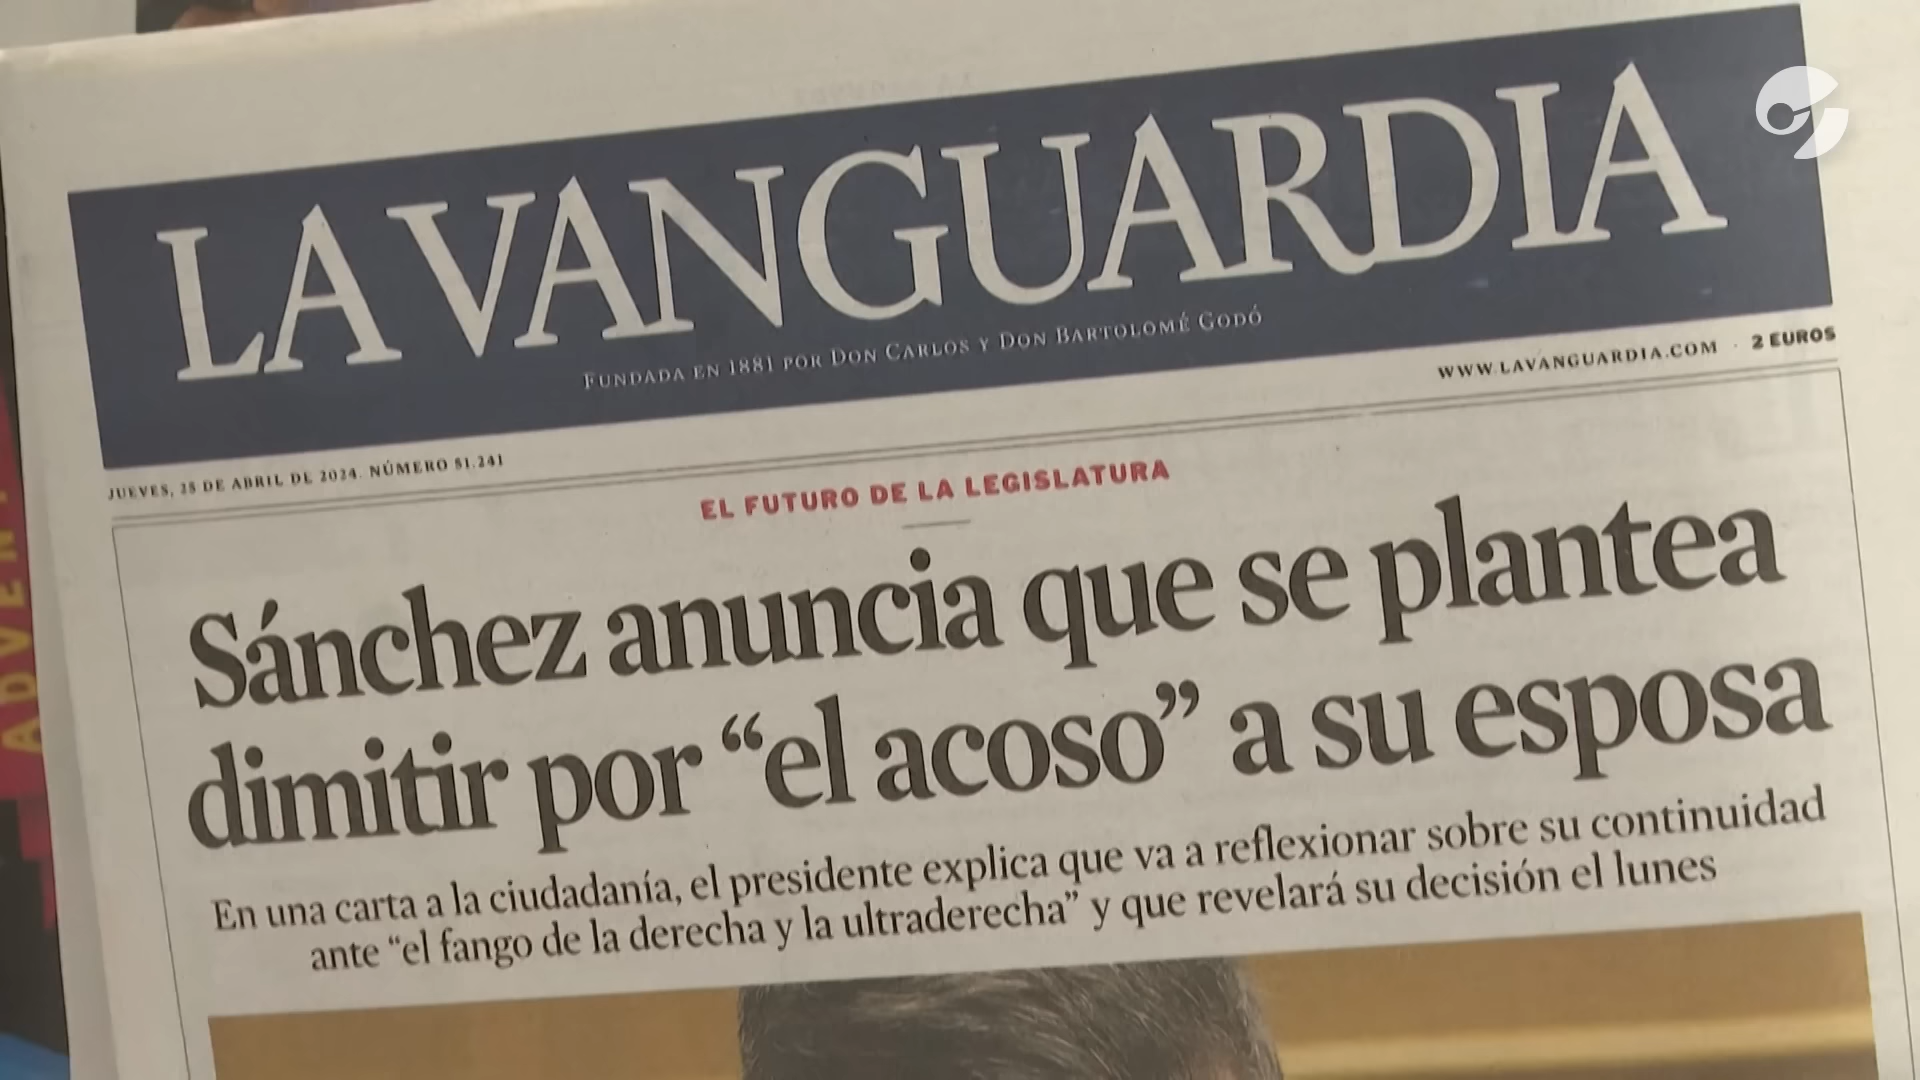 LA VANGUARDIA
FUNDADA EN 1881 POR DON CARLOS Y DON BARTOLOMÉ GODÓ
WWW.LAVANGUARDIA.COM · 2 EUROS
JUEVES, 25 DE ABRIL DE 2024. NÚMERO 51.241
EL FUTURO DE LA LEGISLATURA
Sánchez anuncia que se plantea
dimitir por “el acoso” a su esposa
En una carta a la ciudadanía, el presidente explica que va a reflexionar sobre su continuidad
ante “el fango de la derecha y la ultraderecha” y que revelará su decisión el lunes
ADVENT